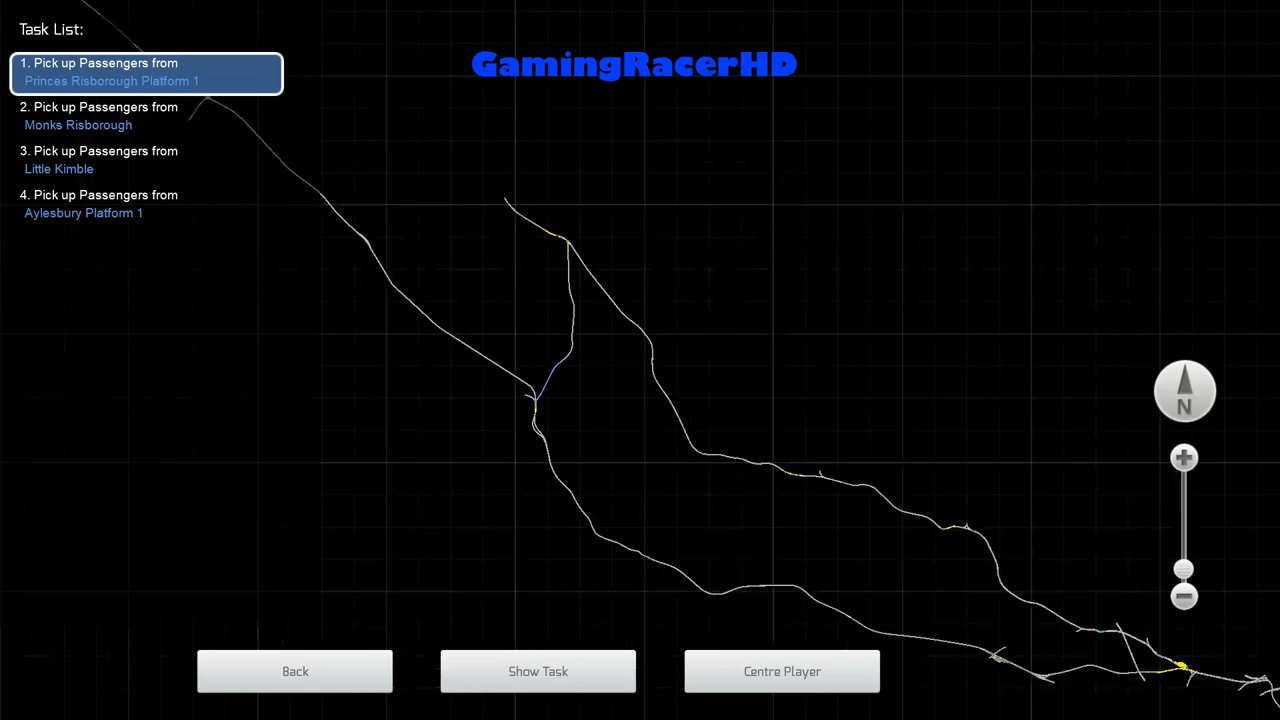 Task List:
GamingRacerHD
1. Pick up Passengers from
Princes Risborough Platform 1
2. Pick up Passengers from
Monks Risborough
3. Pick up Passengers from
Little Kimble
4. Pick up Passengers from
Aylesbury Platform 1
N
Back
Show Task
Centre Player